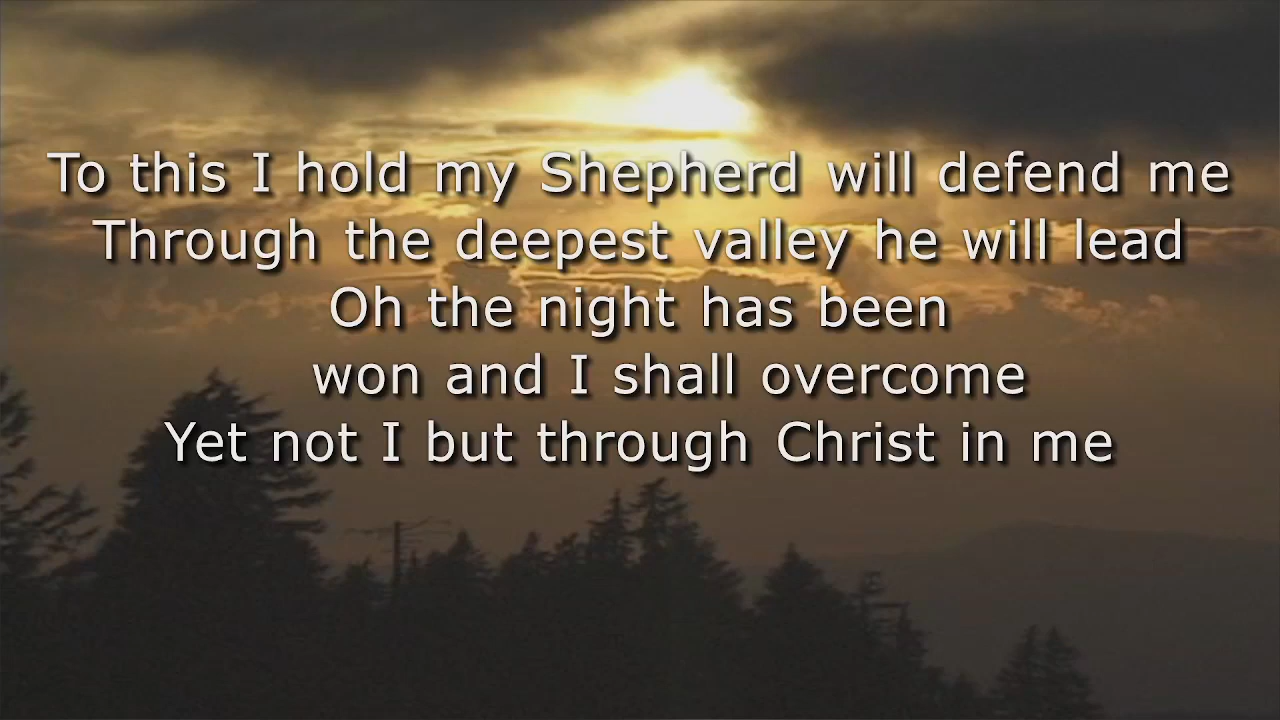 To this I hold my Shepherd will defend me
Through the deepest valley he will lead
Oh the night has been
won and I shall overcome
Yet not I but through Christ in me